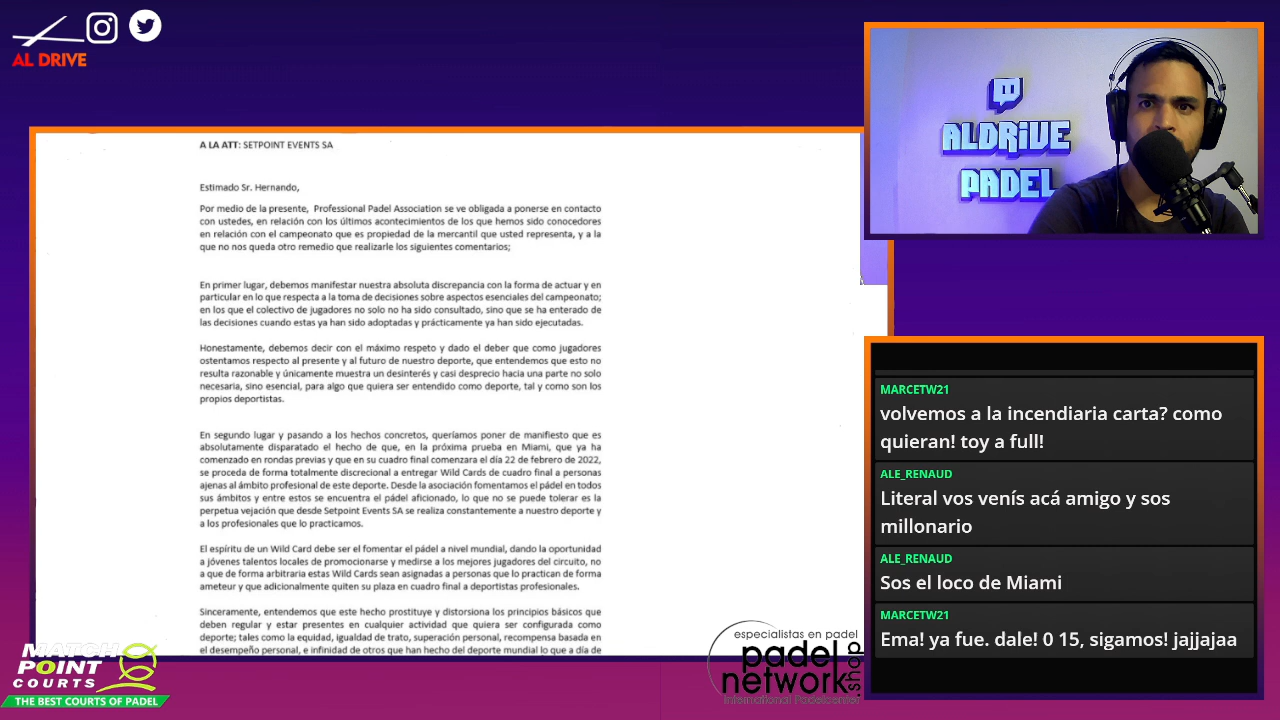 AL DRIVE
A LA ATT: SETPOINT EVENTS SA
Estimado Sr. Hernando,
Por medio de la presente, Professional Padel Association se ve obligada a ponerse en contacto
con ustedes, en relación con los últimos acontecimientos de los que hemos sido conocedores
en relación con el campeonato que es propiedad de la mercantil que usted representa, y a la
que no nos queda otro remedio que realizarle los siguientes comentarios;
En primer lugar, debemos manifestar nuestra absoluta discrepancia con la forma de actuar y en
particular en lo que respecta a la toma de decisiones sobre aspectos esenciales del campeonato;
en los que el colectivo de jugadores no solo no ha sido consultado, sino que se ha enterado de
las decisiones cuando estas ya han sido adoptadas y prácticamente ya han sido ejecutadas.
Honestamente, debemos decir con el máximo respeto y dado el deber que como jugadores
ostentamos respecto al presente y al futuro de nuestro deporte, que entendemos que esto no
resulta razonable y únicamente muestra un desinterés y casi desprecio hacia una parte no solo
necesaria, sino esencial, para algo que quiera ser entendido como deporte, tal y como son los
propios deportistas.
En segundo lugar y pasando a los hechos concretos, queríamos poner de manifiesto que es
absolutamente disparatado el hecho de que, en la próxima prueba en Miami, que ya ha
comenzado en rondas previas y que en su cuadro final comenzara el día 22 de febrero de 2022,
se proceda de forma totalmente discrecional a entregar Wild Cards de cuadro final a personas
ajenas al ámbito profesional de este deporte. Desde la asociación fomentamos el pádel en todos
sus ámbitos y entre estos se encuentra el pádel aficionado, lo que no se puede tolerar es la
perpetua vejación que desde Setpoint Events SA se realiza constantemente a nuestro deporte y
a los profesionales que lo practicamos.
El espíritu de un Wild Card debe ser el fomentar el pádel a nivel mundial, dando la oportunidad
a jóvenes talentos locales de promocionarse y medirse a los mejores jugadores del circuito, no
a que de forma arbitraria estas Wild Cards sean asignadas a personas que lo practican de forma
ameteur y que adicionalmente quiten su plaza en cuadro final a deportistas profesionales.
Sinceramente, entendemos que este hecho prostituye y distorsiona los principios básicos que
deben regular y estar presentes en cualquier actividad que quiera ser configurada como
deporte; tales como la equidad, igualdad de trato, superación personal, recompensa basada en
el desempeño personal, e infinidad de otros que han hecho del deporte mundial lo que a día de
ALDRIVE
PADEL
MARCETW21
volvemos a la incendiaria carta? como
quieran! toy a full!
ALE_RENAUD
Literal vos venís acá amigo y sos
millonario
ALE_RENAUD
Sos el loco de Miami
MARCETW21
Ema! ya fue. dale! 0 15, sigamos! jajjajaa
MATCH
POINT
COURTS
THE BEST COURTS OF PADEL
especialistas en padel
padel
network
.shop
International Padelcenter